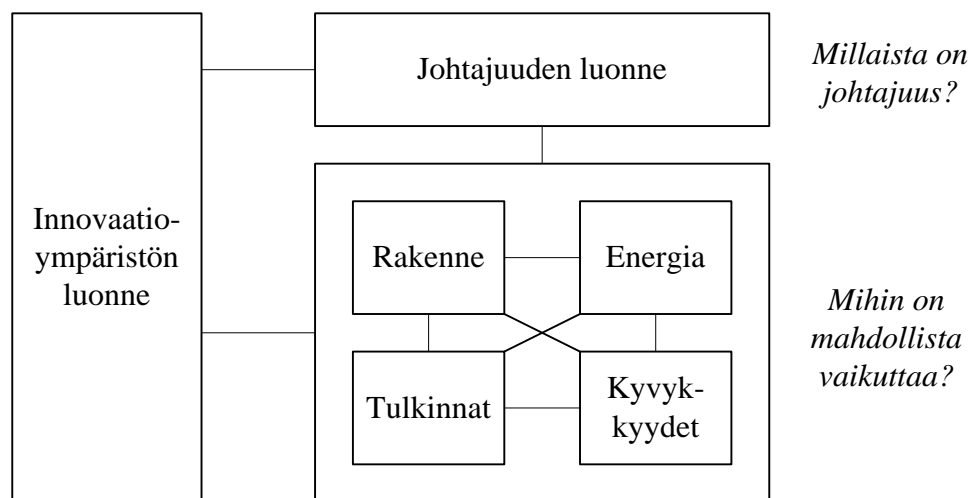 Innovaatio-
ympäristön
luonne
Johtajuuden luonne
Millaista on
johtajuus?
Rakenne
Energia
Tulkinnat
Kyvyk-
kyydet
Mihin on
mahdollista
vaikuttaa?